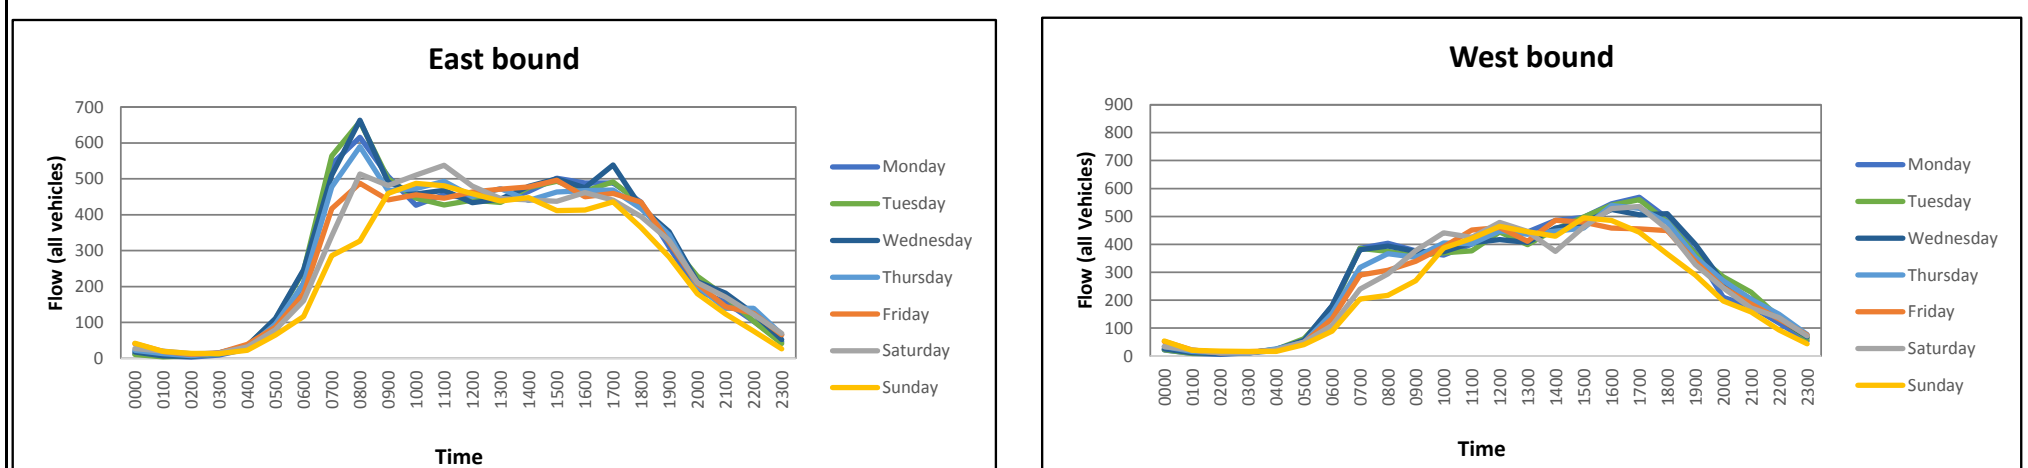 East bound
Flow (all vehicles)
700
600
500
400
300
200
100
0
0000 0100 0200 0300 0400 0500 0600 0700 0800 0900 1000 1100 1200 1300 1400 1500 1600 1700 1800 1900 2000 2100 2200 2300
Time
Monday
Tuesday
Wednesday
Thursday
Friday
Saturday
Sunday
West bound
Flow (all Vehicles)
900
800
700
600
500
400
300
200
100
0
0000 0100 0200 0300 0400 0500 0600 0700 0800 0900 1000 1100 1200 1300 1400 1500 1600 1700 1800 1900 2000 2100 2200 2300
Time
Monday
Tuesday
Wednesday
Thursday
Friday
Saturday
Sunday